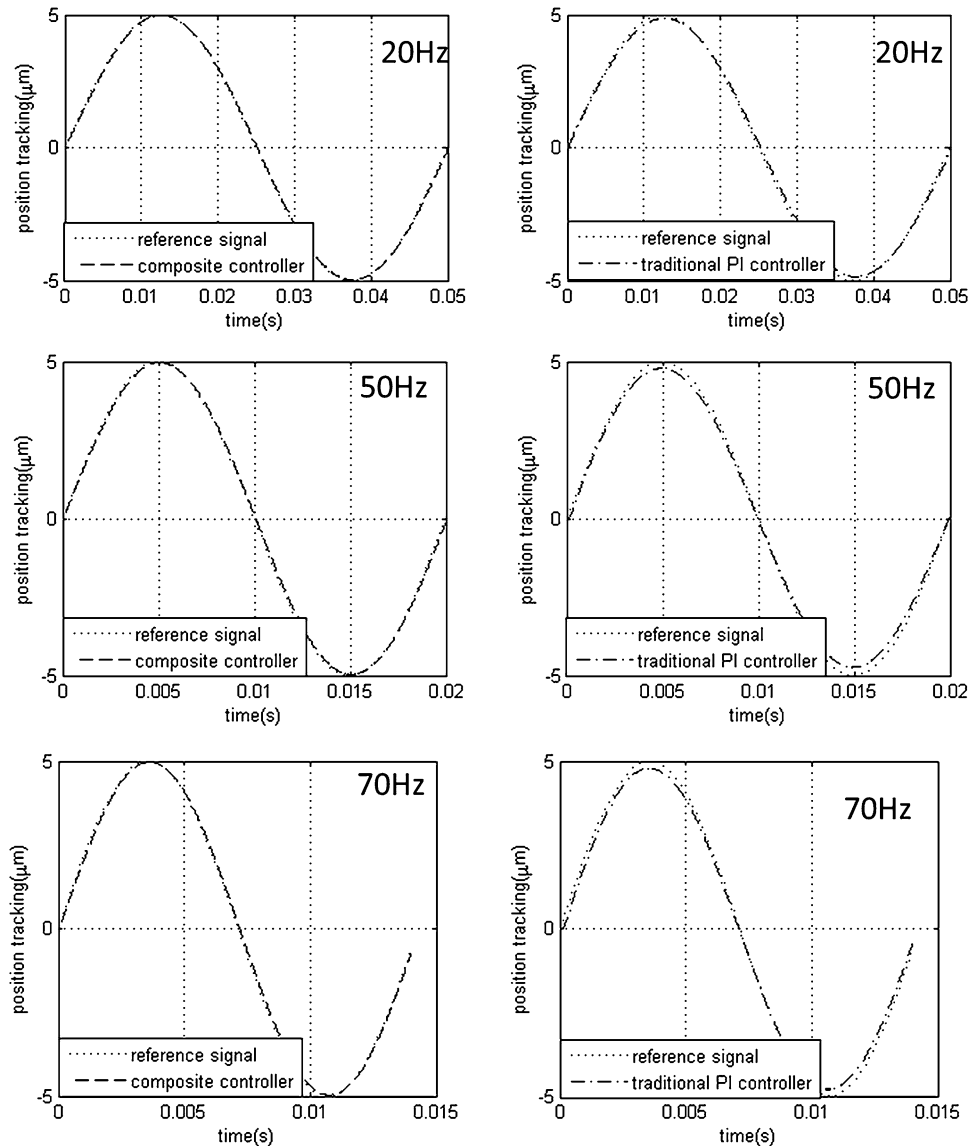 5
0
-5
position tracking(μm)
20Hz
reference signal
composite controller
0 0.01 0.02 0.03 0.04 0.05
time(s)
5
0
-5
position tracking(μm)
20Hz
reference signal
traditional PI controller
0 0.01 0.02 0.03 0.04 0.05
time(s)
5
0
-5
position tracking(μm)
50Hz
reference signal
composite controller
0 0.005 0.01 0.015 0.02
time(s)
5
0
-5
position tracking(μm)
50Hz
reference signal
traditional PI controller
0 0.005 0.01 0.015 0.02
time(s)
5
0
-5
position tracking(μm)
70Hz
reference signal
composite controller
0 0.005 0.01 0.015
time(s)
5
0
-5
position tracking(μm)
70Hz
reference signal
traditional PI controller
0 0.005 0.01 0.015
time(s)